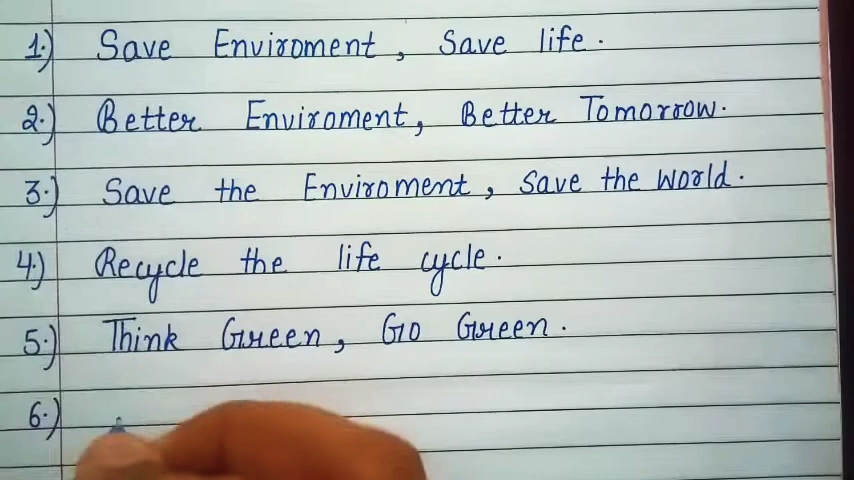 1.) Save Enviroment, Save life.
2.) Better Enviroment, Better Tomorrow.
3.) Save the Enviroment, Save the World.
4.) Recycle the life cycle.
5.) Think Green, Go Green.
6.)